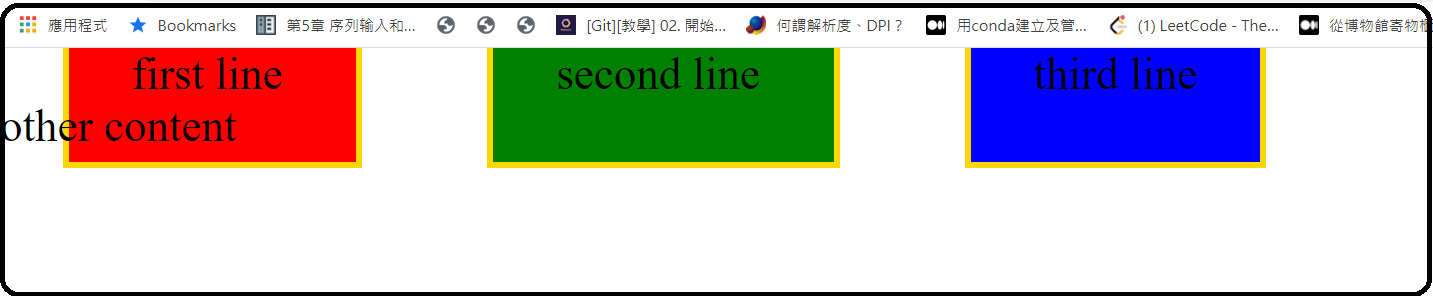 應用程式 Bookmarks 第5章 序列输入和... [Git][教學] 02. 開始... 何謂解析度、DPI? 用conda建立及管... (1) LeetCode - The... 從博物館寄物櫃
first line second line third line
other content